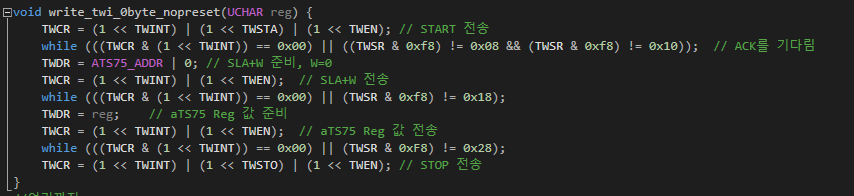 void write_twi_0byte_nopreset(UCHAR reg) {
TWCR = (1 << TWINT) | (1 << TWSTA) | (1 << TWEN); // START 전송
while (((TWCR & (1 << TWINT)) == 0x00) || ((TWSR & 0xf8) != 0x08 && (TWSR & 0xf8) != 0x10)); // ACK를 기다림
TWDR = ATS75_ADDR | 0; // SLA+W 준비, W=0
TWCR = (1 << TWINT) | (1 << TWEN); // SLA+W 전송
while (((TWCR & (1 << TWINT)) == 0x00) || (TWSR & 0xf8) != 0x18);
TWDR = reg; // aTS75 Reg 값 준비
TWCR = (1 << TWINT) | (1 << TWEN); // aTS75 Reg 값 전송
while (((TWCR & (1 << TWINT)) == 0x00) || (TWSR & 0xF8) != 0x28);
TWCR = (1 << TWINT) | (1 << TWSTO) | (1 << TWEN); // STOP 전송
}